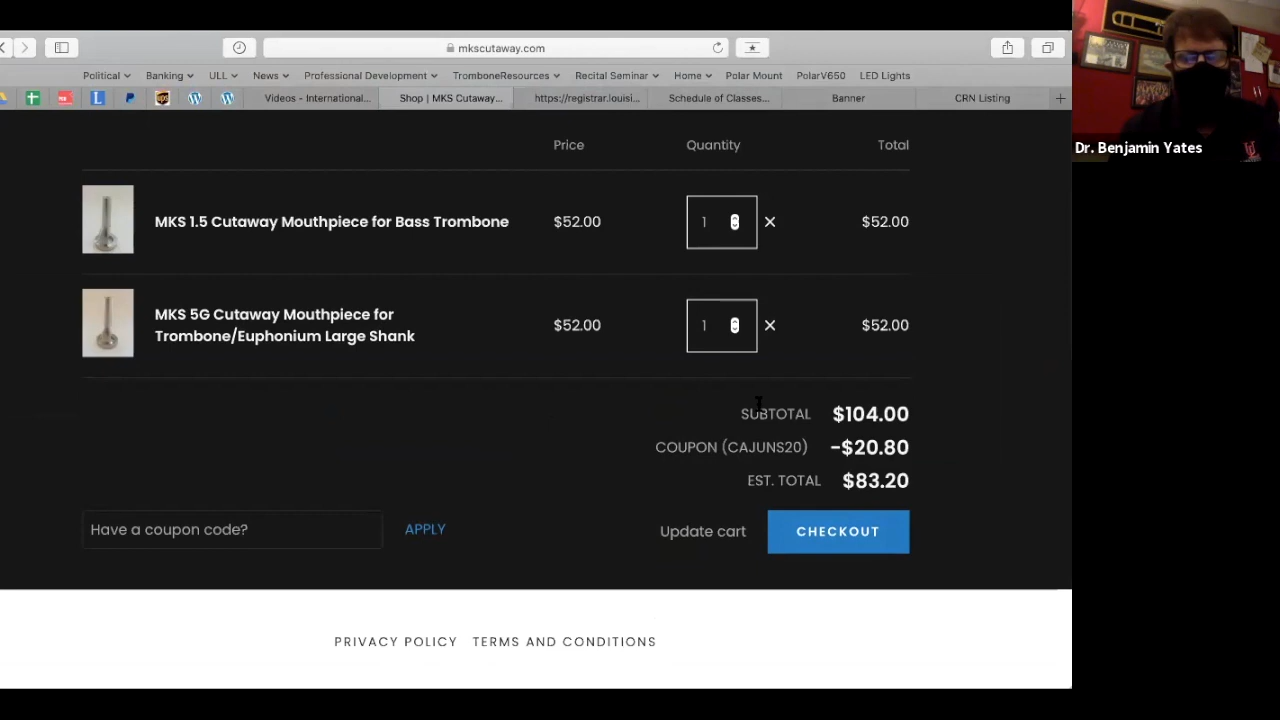 mkscutaway.com
Political Banking ULL News Professional Development TromboneResources Recital Seminar Home Polar Mount PolarV650 LED Lights
Videos - International... Shop | MKS Cutaway... https://registrar.louisi... Schedule of Classes... Banner CRN Listing
Dr. Benjamin Yates
Price Quantity Total
MKS 1.5 Cutaway Mouthpiece for Bass Trombone $52.00 1 × $52.00
MKS 5G Cutaway Mouthpiece for
Trombone/Euphonium Large Shank $52.00 1 × $52.00
SUBTOTAL $104.00
COUPON (CAJUNS20) -$20.80
EST. TOTAL $83.20
Have a coupon code? APPLY Update cart CHECKOUT
PRIVACY POLICY TERMS AND CONDITIONS